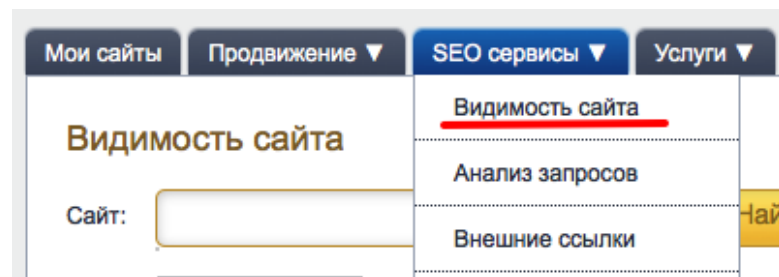 Мои сайты Продвижение ▼ SEO сервисы ▼ Услуги ▼
Видимость сайта
Видимость сайта
Анализ запросов
Сайт:
Внешние ссылки